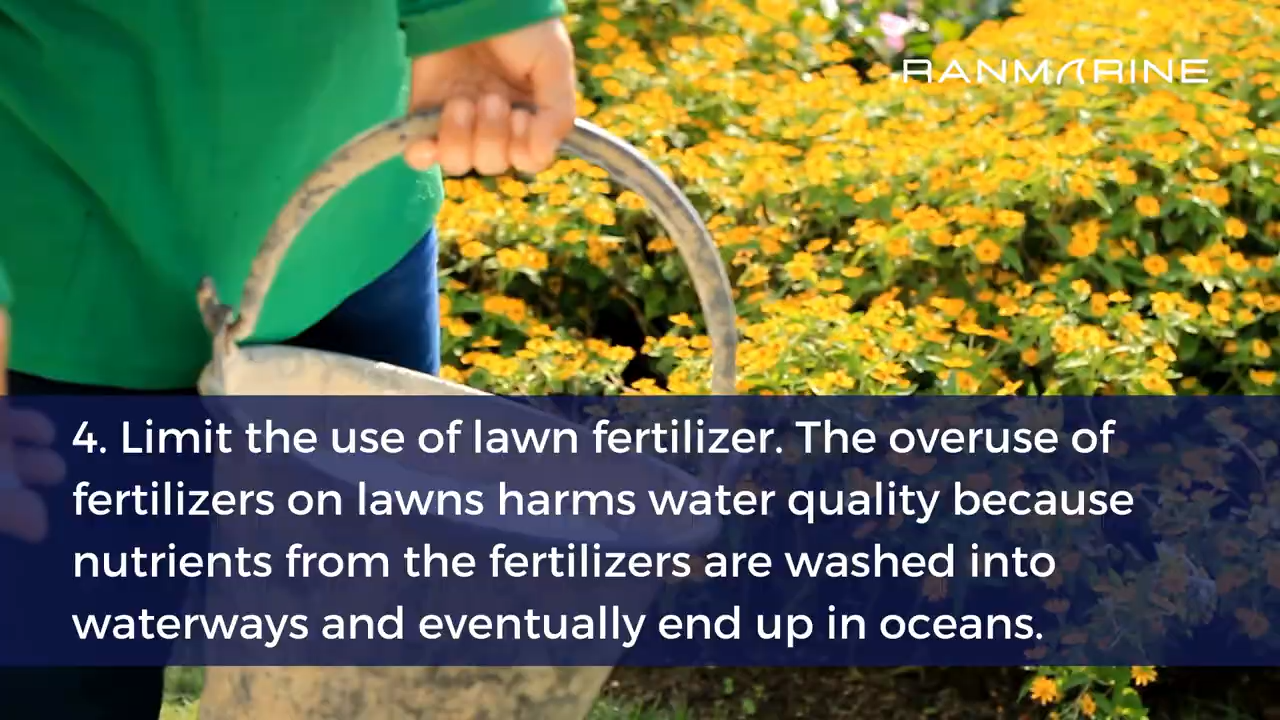 RANMARINE
4. Limit the use of lawn fertilizer. The overuse of
fertilizers on lawns harms water quality because
nutrients from the fertilizers are washed into
waterways and eventually end up in oceans.